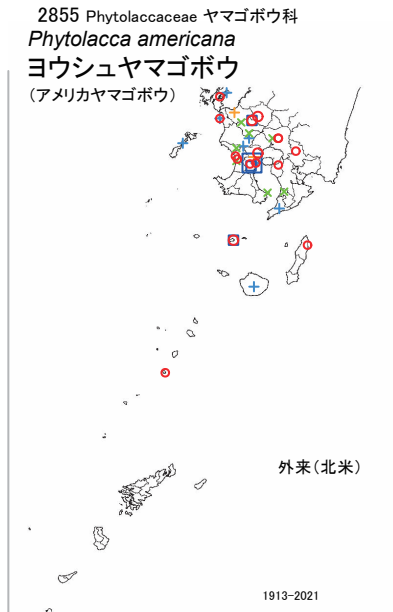 2855 Phytolaccaceae ヤマゴボウ科
Phytolacca americana
ヨウシュヤマゴボウ
(アメリカヤマゴボウ)
外来(北米)
1913-2021